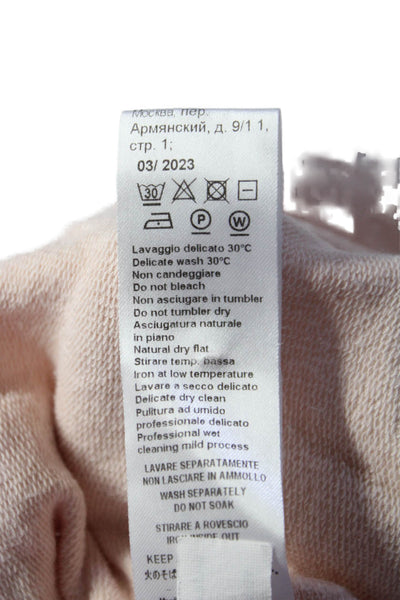 Москва, пер.
Армянский, д. 9/1 1,
стр. 1;
03/ 2023
30
P W
Lavaggio delicato 30°C
Delicate wash 30°C
Non candeggiare
Do not bleach
Non asciugare in tumbler
Do not tumbler dry
Asciugatura naturale
in piano
Natural dry flat
Stirare temp. bassa
Iron at low temperature
Lavare a secco delicato
Delicate dry clean
Pulitura ad umido
professionale delicato
Professional wet
cleaning mild process
LAVARE SEPARATAMENTE
NON LASCIARE IN AMMOLLO
WASH SEPARATELY
DO NOT SOAK
STIRARE A ROVESCIO
IRON INSIDE OUT
KEEP
火のそば